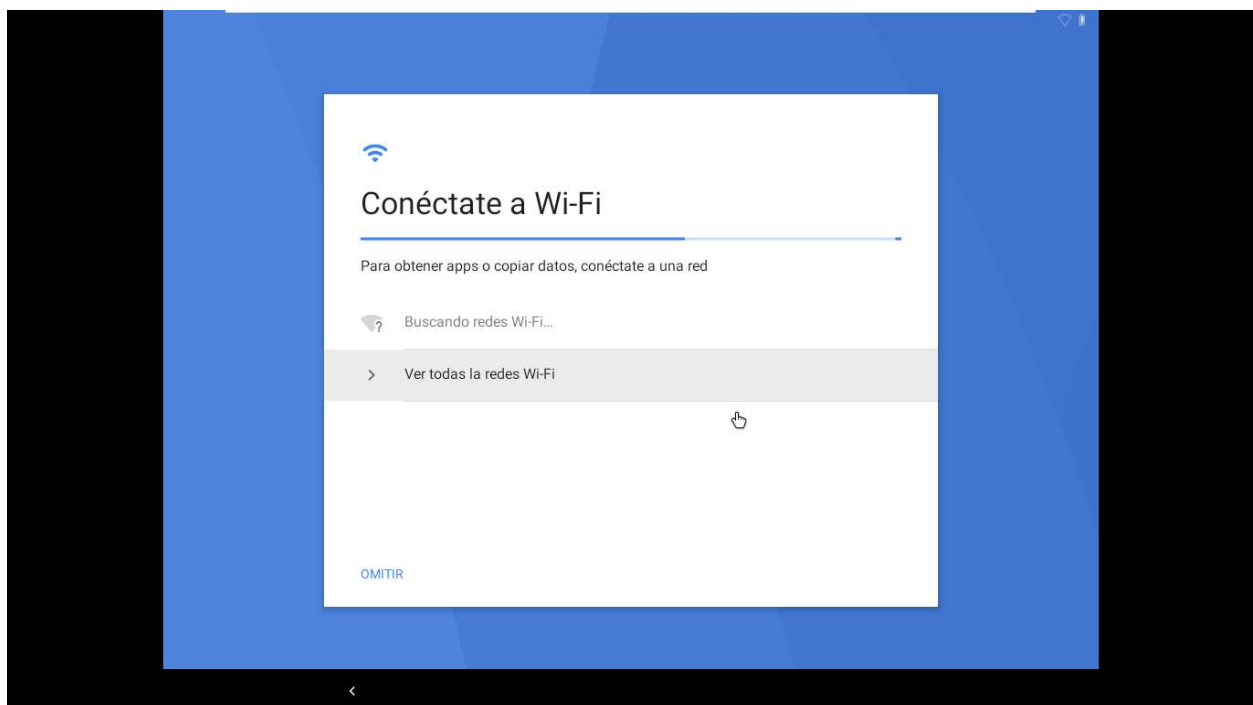 Conéctate a Wi-Fi
Para obtener apps o copiar datos, conéctate a una red
Buscando redes Wi-Fi…
Ver todas la redes Wi-Fi
OMITIR